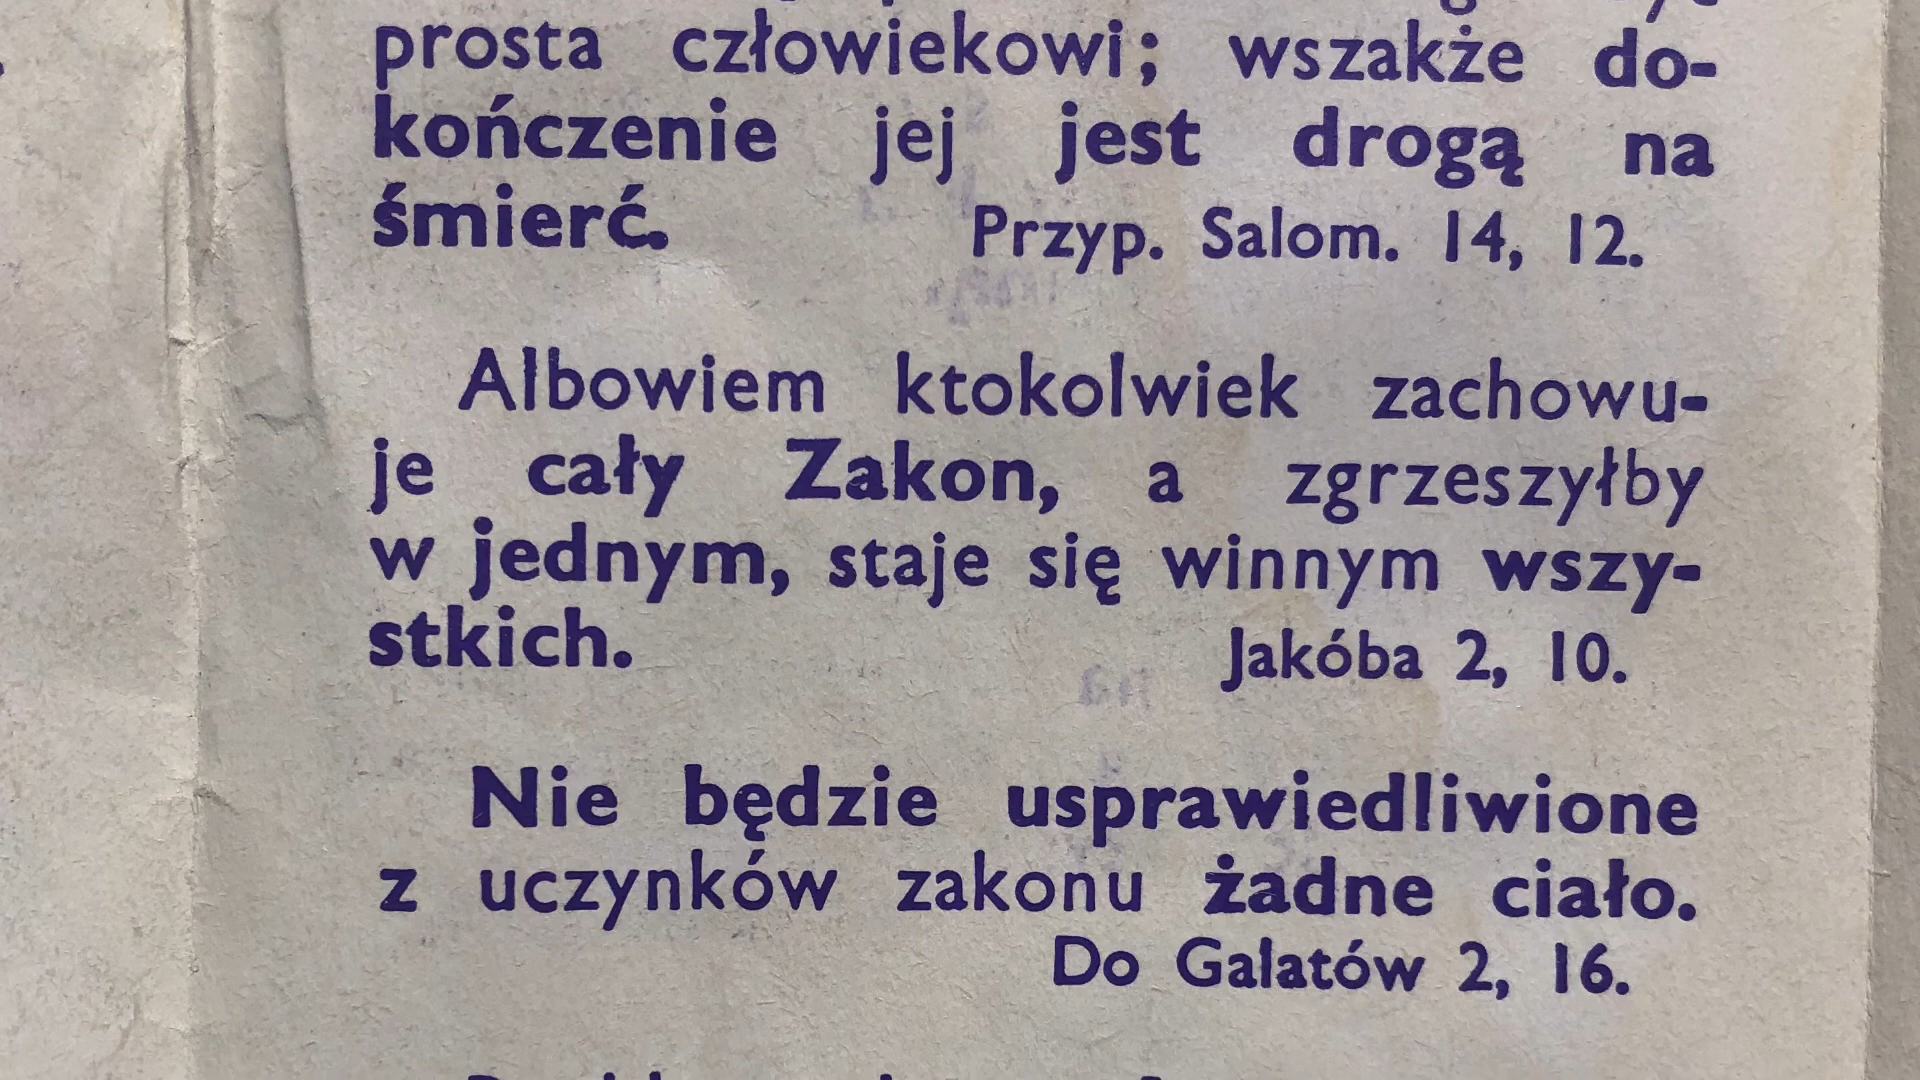 prosta człowiekowi; wszakże do-
kończenie jej jest drogą na
śmierć. Przyp. Salom. 14, 12.
Albowiem ktokolwiek zachowu-
je cały Zakon, a zgrzeszyłby
w jednym, staje się winnym wszy-
stkich. Jakóba 2, 10.
Nie będzie usprawiedliwione
z uczynków zakonu żadne ciało.
Do Galatów 2, 16.